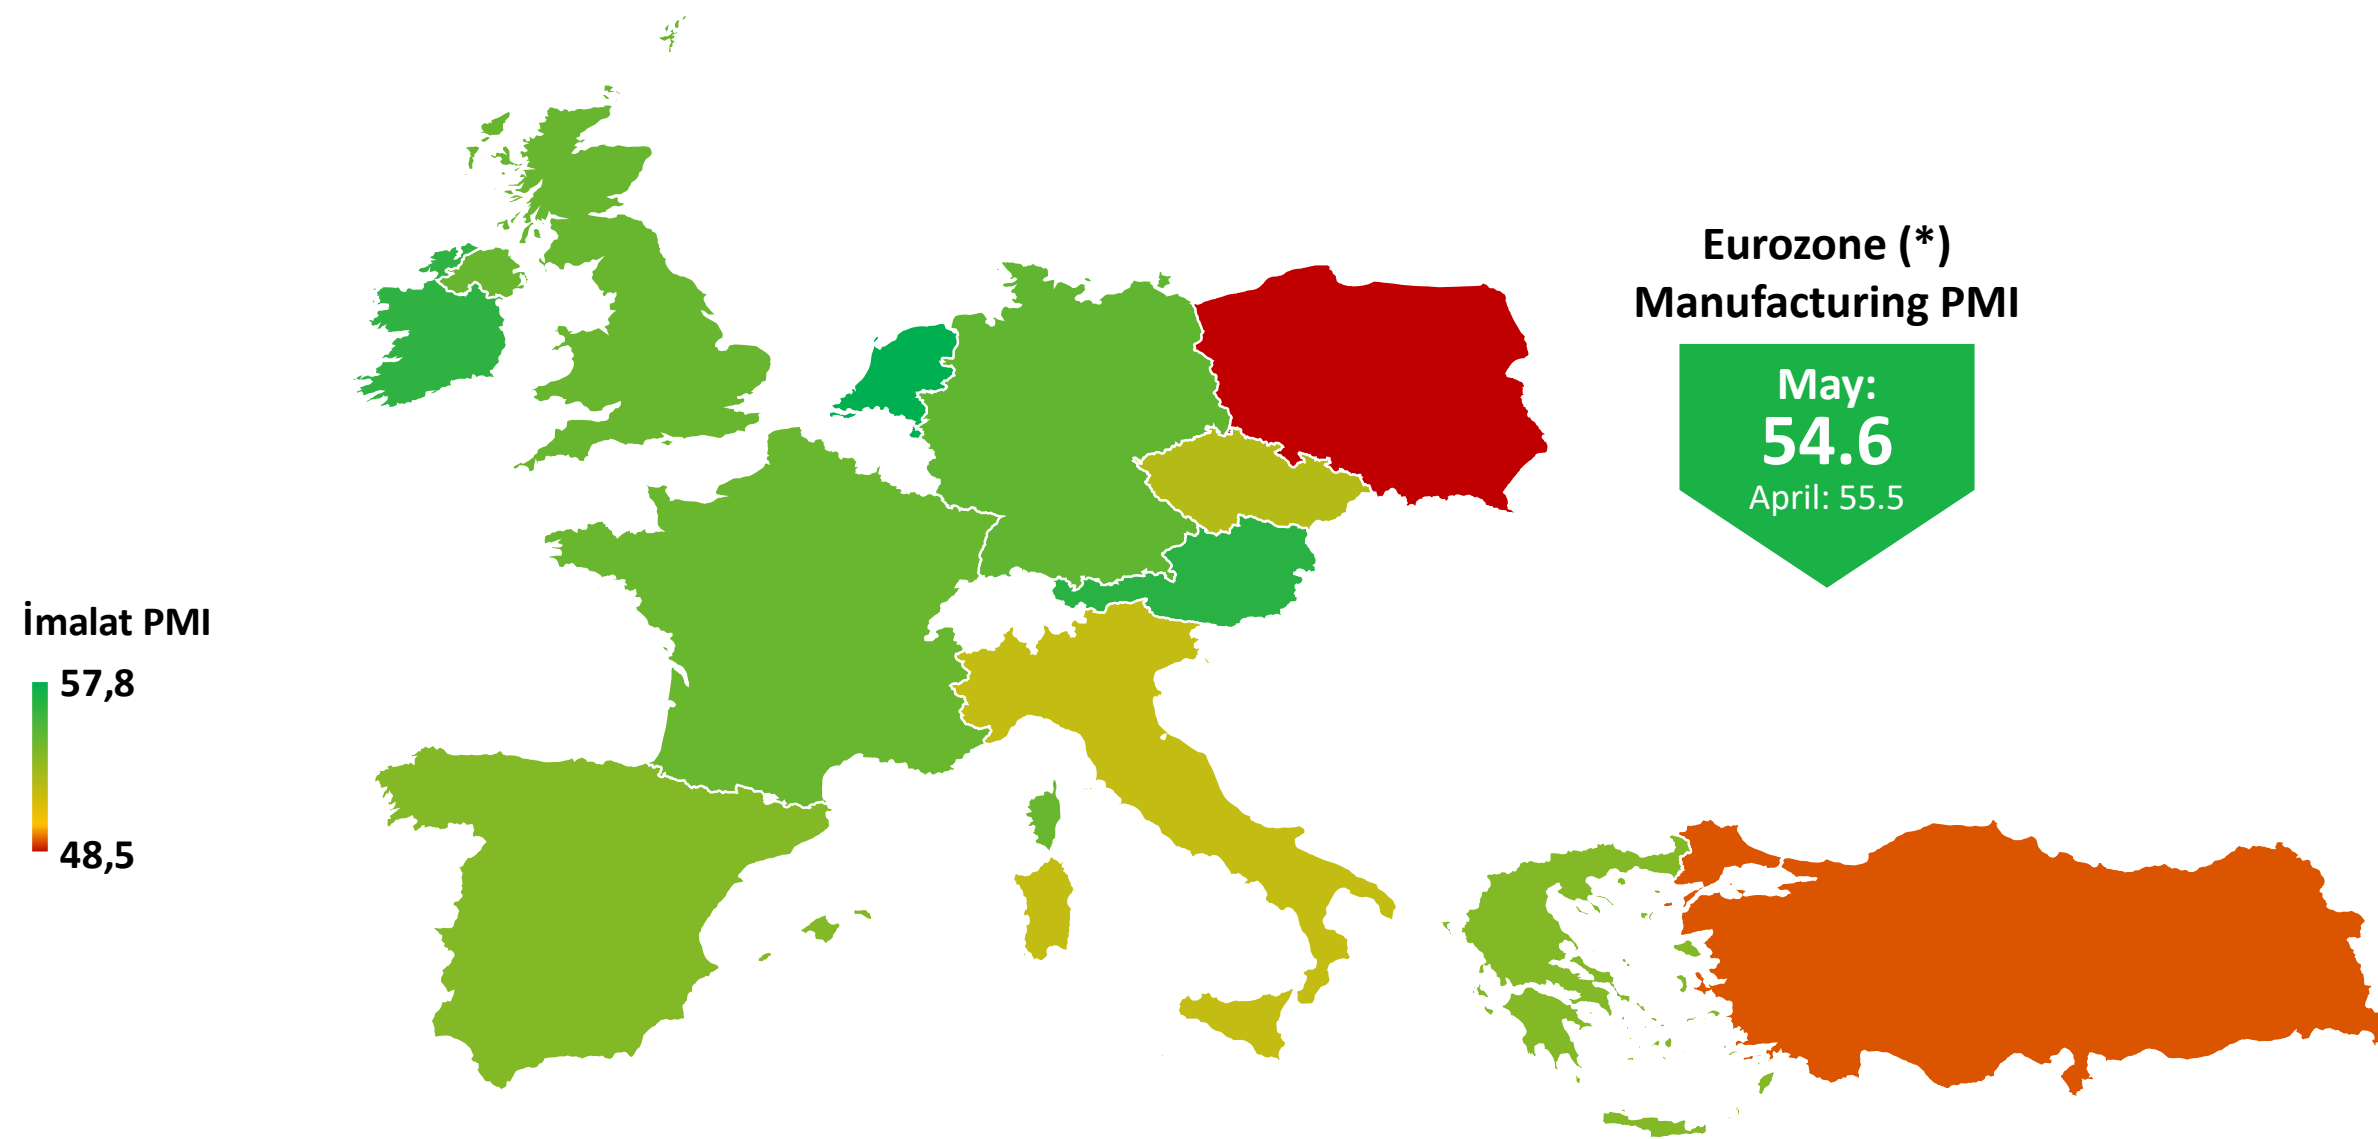 Eurozone (*)
Manufacturing PMI
May:
54.6
April: 55.5
İmalat PMI
57,8
48,5